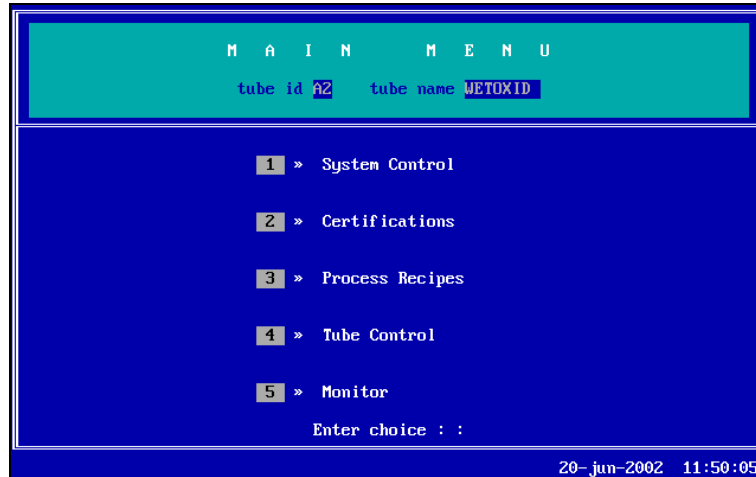 M A I N M E N U
tube id A2 tube name WETOXID
1 » System Control
2 » Certifications
3 » Process Recipes
4 » Tube Control
5 » Monitor
Enter choice : :
20-jun-2002 11:50:05